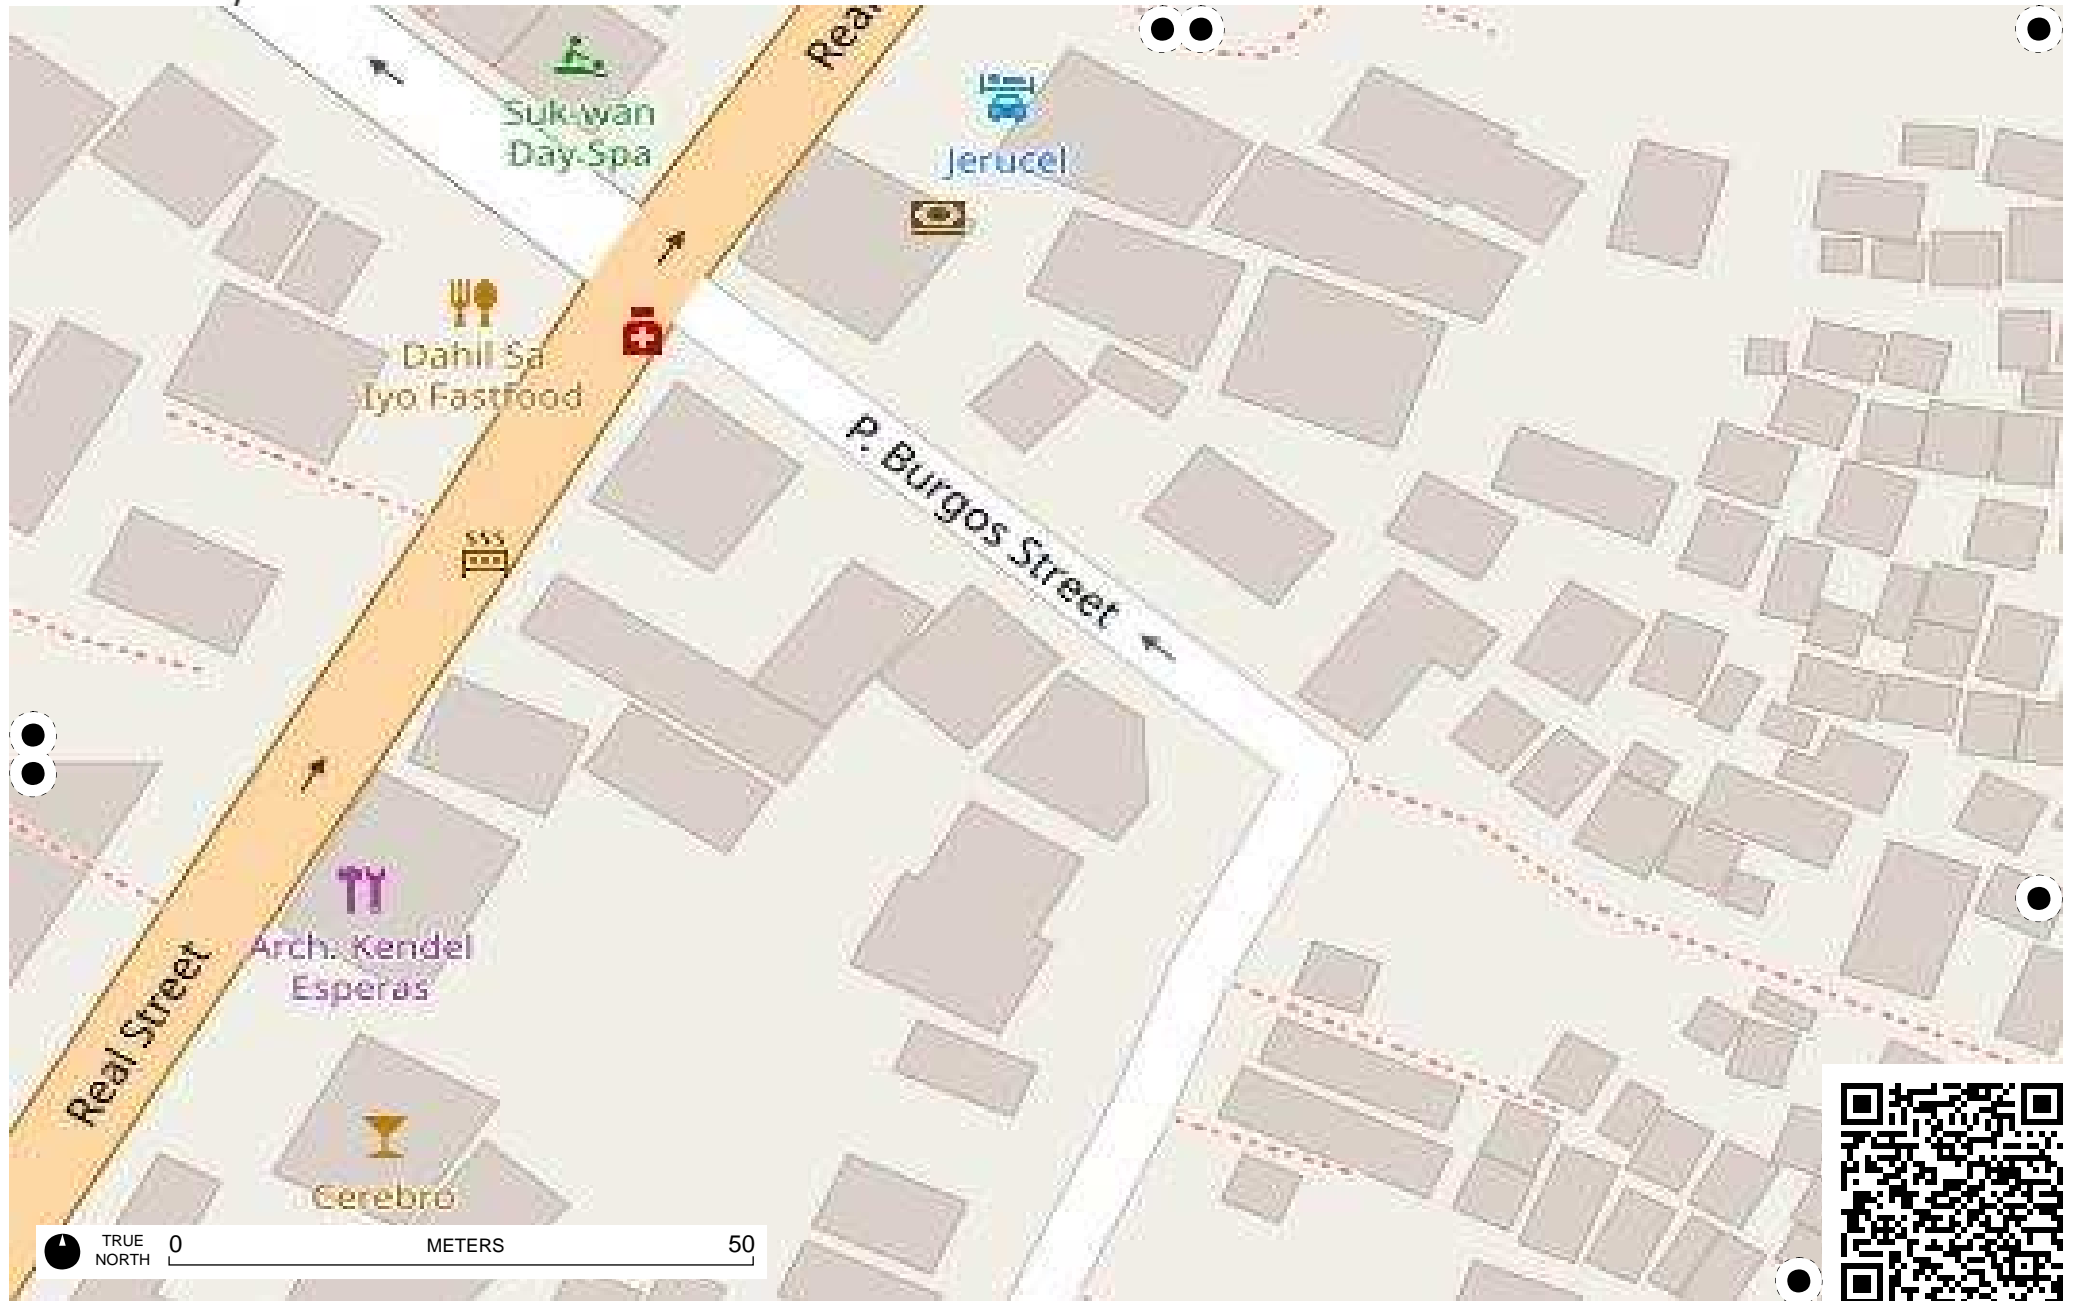 Real
Suk-wan
Day Spa
Jerucel
Dahil Sa
Iyo Fastfood
P. Burgos Street
Arch. Kendel
Esperas
Real Street
Cerebro
TRUE
NORTH
0 METERS 50